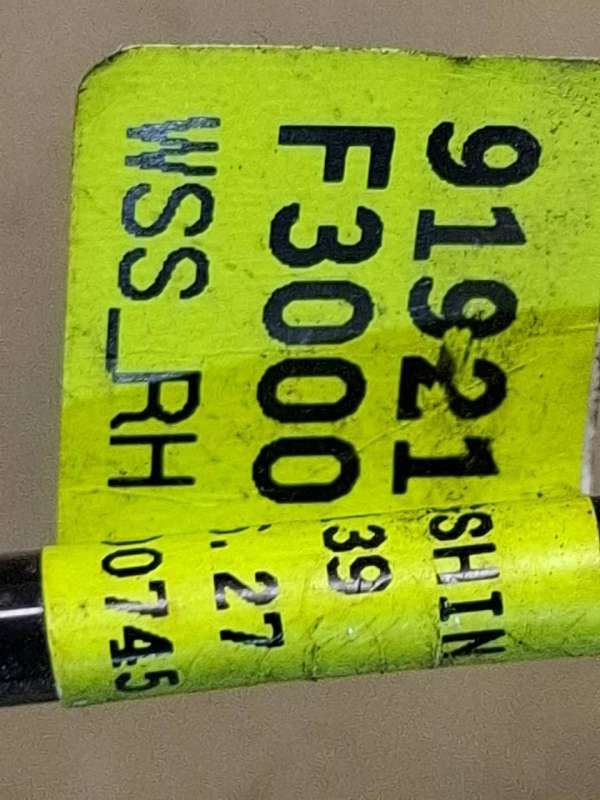 91921
F3000
WSS_RH
SHIN
39
. 27
0745